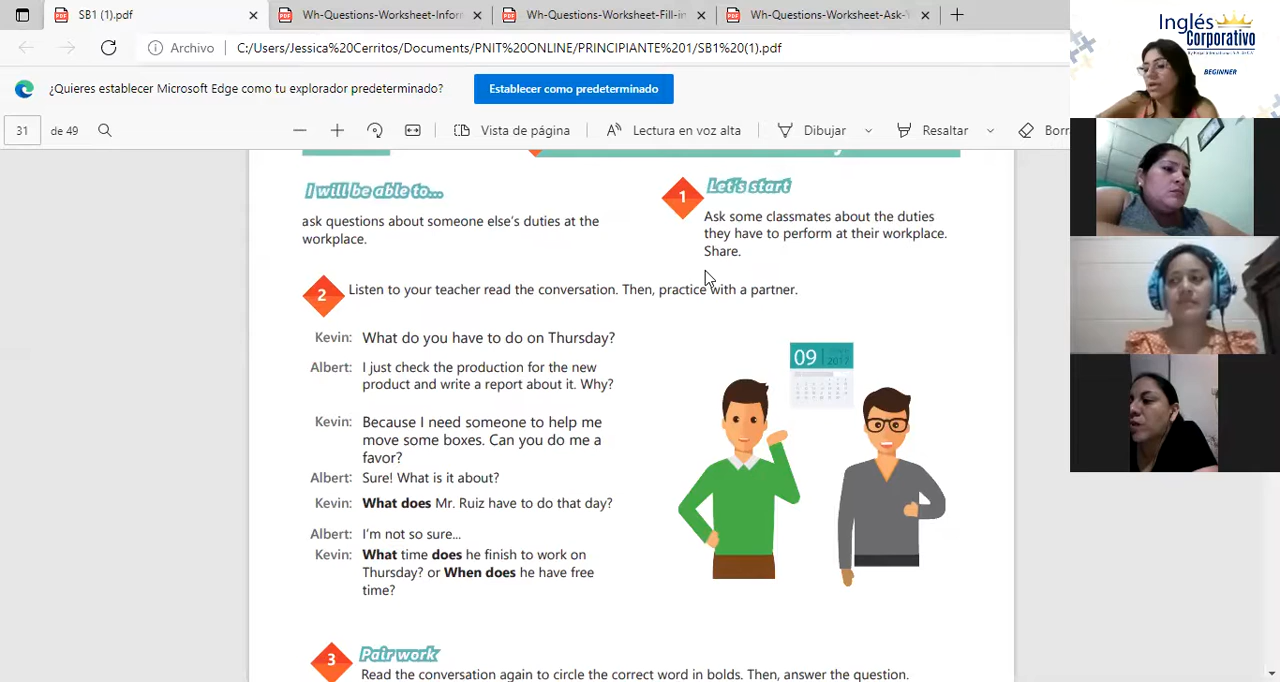 SB1 (1).pdf
Wh-Questions-Worksheet-Inforr
Wh-Questions-Worksheet-Fill-in
Wh-Questions-Worksheet-Ask-Y
Archivo
C:/Users/Jessica%20Cerritos/Documents/PNIT%20ONLINE/PRINCIPIANTE%201/SB1%20(1).pdf
¿Quieres establecer Microsoft Edge como tu explorador predeterminado?
Establecer como predeterminado
31 de 49
Vista de página
Lectura en voz alta
Dibujar
Resaltar
Borr
Inglés
Corporativo
BEGINNER
I will be able to...
ask questions about someone else's duties at the
workplace.
1 Let's start
Ask some classmates about the duties
they have to perform at their workplace.
Share.
2 Listen to your teacher read the conversation. Then, practice with a partner.
Kevin: What do you have to do on Thursday?
Albert: I just check the production for the new
product and write a report about it. Why?
Kevin: Because I need someone to help me
move some boxes. Can you do me a
favor?
Albert: Sure! What is it about?
Kevin: What does Mr. Ruiz have to do that day?
Albert: I'm not so sure...
Kevin: What time does he finish to work on
Thursday? or When does he have free
time?
09
2017
3 Pair work
Read the conversation again to circle the correct word in bolds. Then, answer the question.